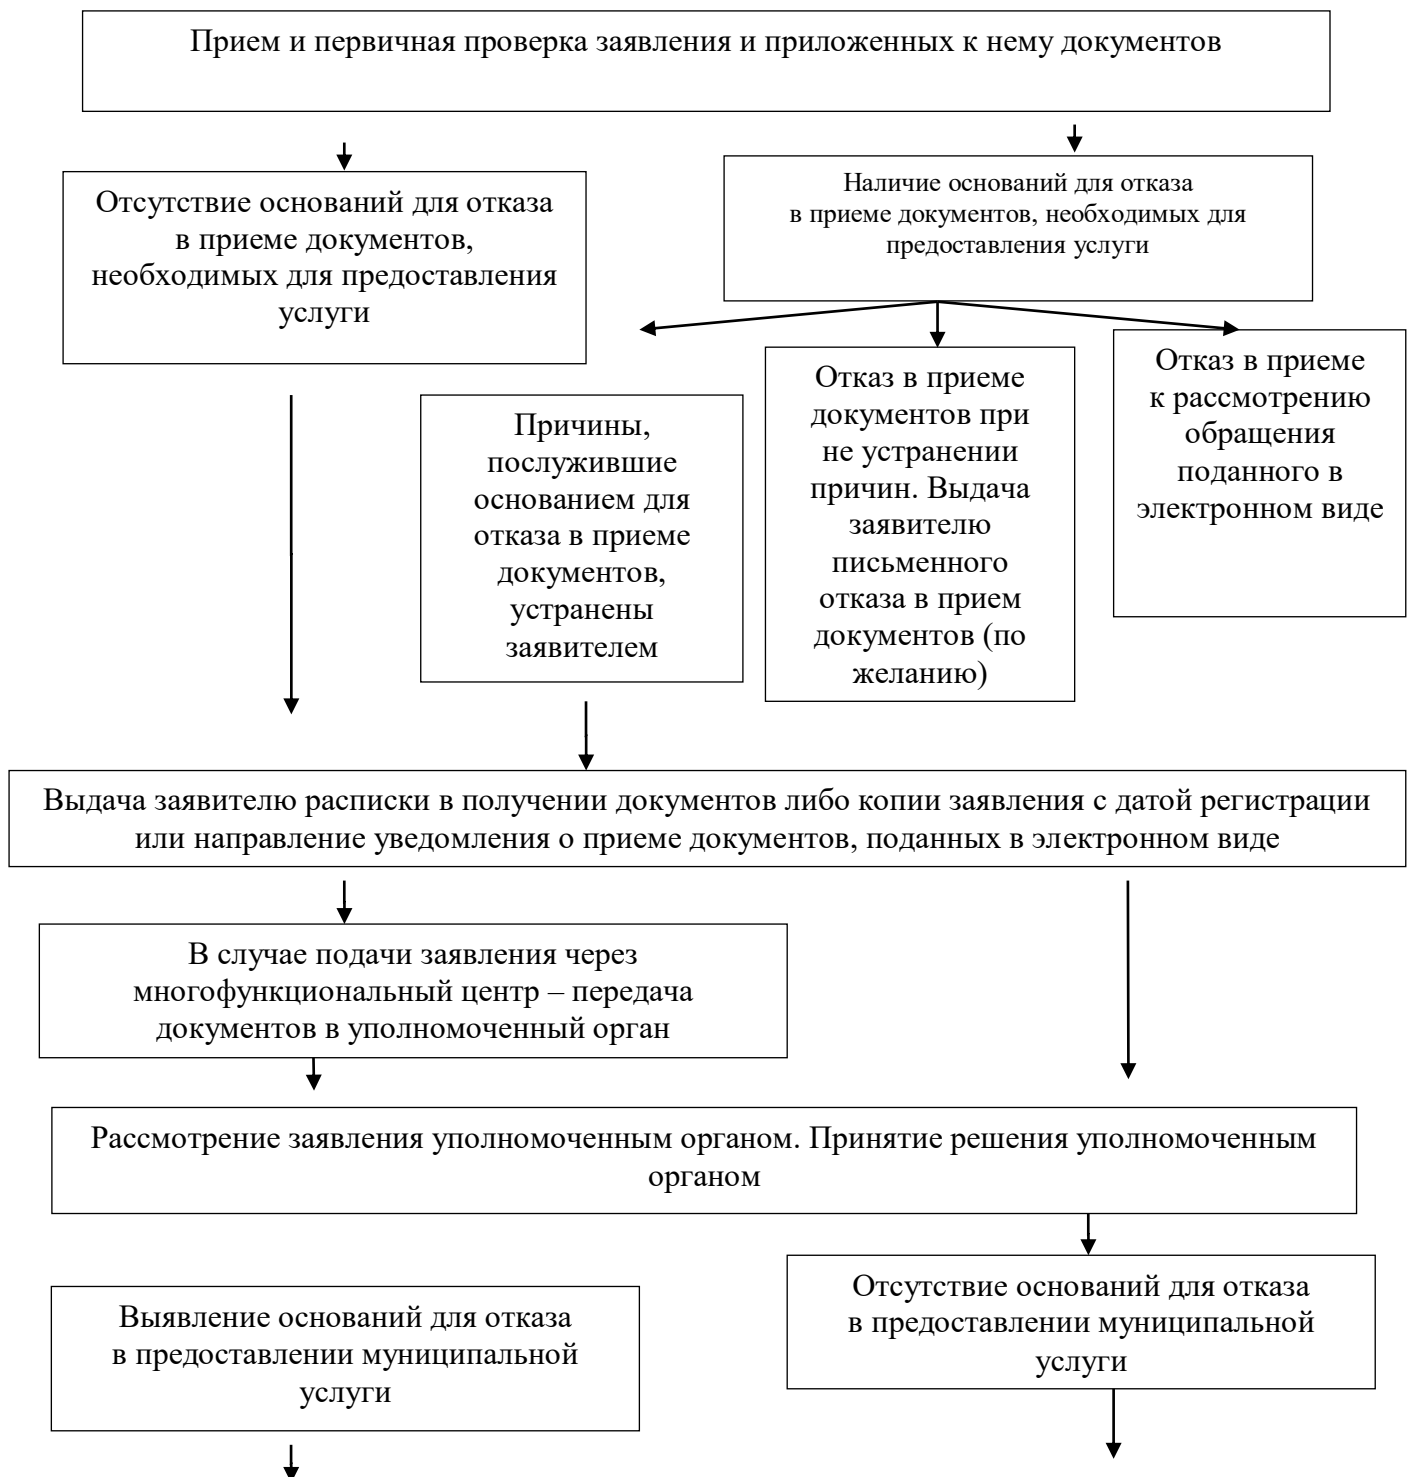 Прием и первичная проверка заявления и приложенных к нему документов
Отсутствие оснований для отказа
в приеме документов,
необходимых для предоставления
услуги
Наличие оснований для отказа
в приеме документов, необходимых для
предоставления услуги
Причины,
послужившие
основанием для
отказа в приеме
документов,
устранены
заявителем
Отказ в приеме
документов при
не устранении
причин. Выдача
заявителю
письменного
отказа в прием
документов (по
желанию)
Отказ в приеме
к рассмотрению
обращения
поданного в
электронном виде
Выдача заявителю расписки в получении документов либо копии заявления с датой регистрации
или направление уведомления о приеме документов, поданных в электронном виде
В случае подачи заявления через
многофункциональный центр – передача
документов в уполномоченный орган
Рассмотрение заявления уполномоченным органом. Принятие решения уполномоченным
органом
Выявление оснований для отказа
в предоставлении муниципальной
услуги
Отсутствие оснований для отказа
в предоставлении муниципальной
услуги